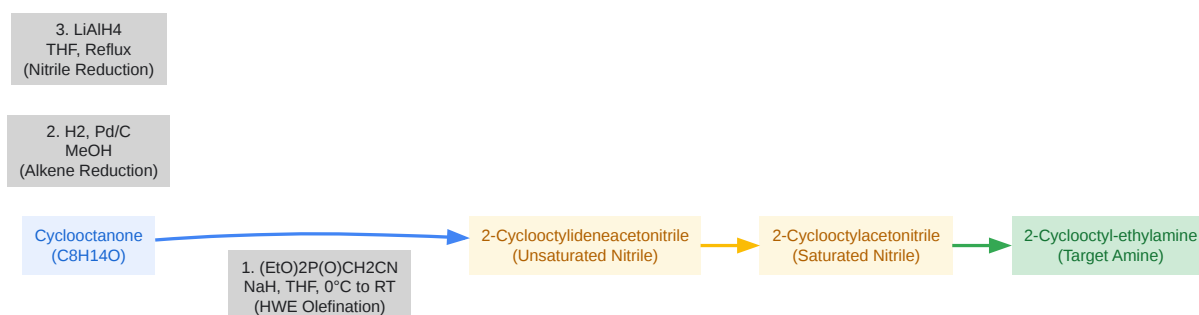 3. LiAlH4
THF, Reflux
(Nitrile Reduction)
2. H2, Pd/C
MeOH
(Alkene Reduction)
Cyclooctanone
(C8H14O)
1. (EtO)2P(O)CH2CN
NaH, THF, 0°C to RT
(HWE Olefination)
2-Cyclooctylideneacetonitrile
(Unsaturated Nitrile)
2-Cyclooctylacetonitrile
(Saturated Nitrile)
2-Cyclooctyl-ethylamine
(Target Amine)